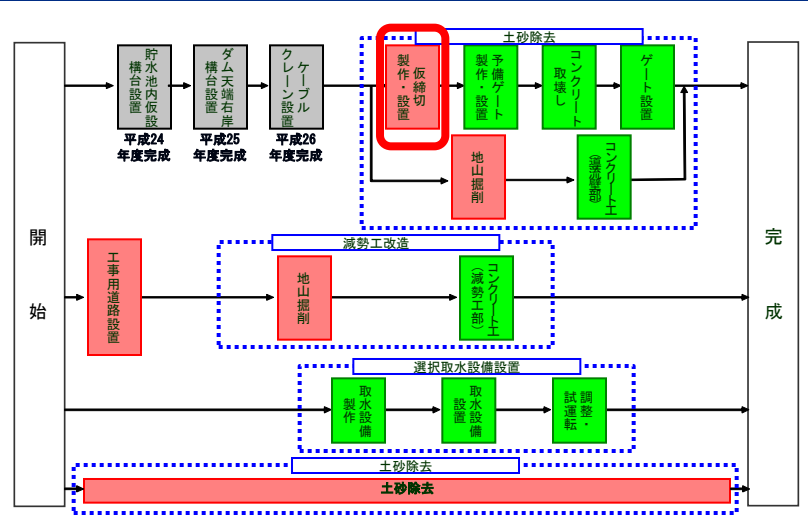 開始
貯水池内仮設
構台設置
平成24
年度完成
ダム天端右岸
構台設置
平成25
年度完成
ケーブル
クレーン設置
平成26
年度完成
土砂除去
仮締切
製作・設置
予備ゲート
製作・設置
コンクリート
取壊し
ゲート設置
地山掘削
コンクリート工
（導流壁部）
工事用道路設置
減勢工改造
地山掘削
コンクリート工
（減勢工部）
選択取水設備設置
取水設備
製作
取水設備
設置
調整・
試運転
土砂除去
土砂除去
完成